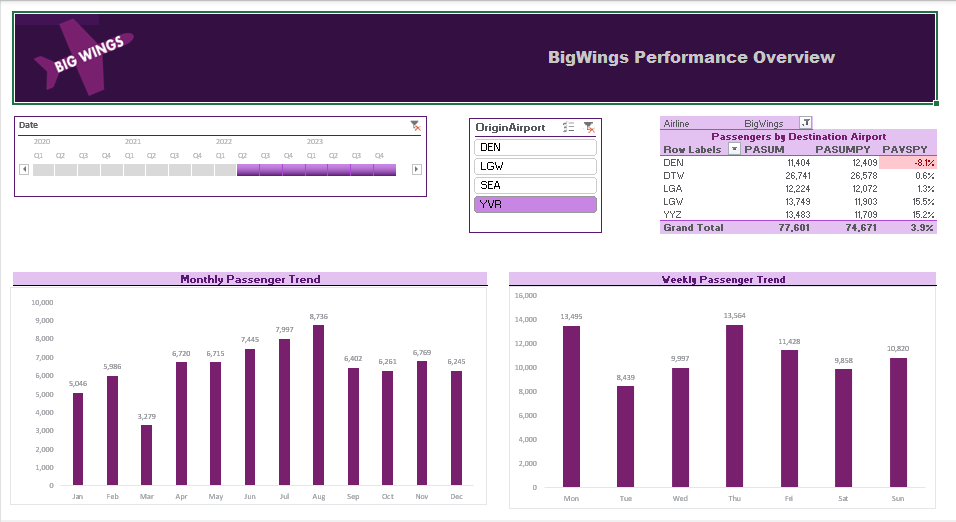 BIG WINGS
BigWings Performance Overview
Date
2020 2021 2022 2023
Q1 Q2 Q3 Q4 Q1 Q2 Q3 Q4 Q1 Q2 Q3 Q4 Q1 Q2 Q3 Q4
OriginAirport
DEN
LGW
SEA
YVR
Airline BigWings
Passengers by Destination Airport
Row Labels PASUM PASUMPY PAVSPY
DEN 11,404 12,409 -8.1%
DTW 26,741 26,578 0.6%
LGA 12,224 12,072 1.3%
LGW 13,749 11,903 15.5%
YYZ 13,483 11,709 15.2%
Grand Total 77,601 74,671 3.9%
Monthly Passenger Trend
10,000
9,000
8,000
7,000
6,000
5,000
4,000
3,000
2,000
1,000
0
5,046 5,986 3,279 6,720 6,715 7,445 7,997 8,736 6,402 6,261 6,769 6,245
Jan Feb Mar Apr May Jun Jul Aug Sep Oct Nov Dec
Weekly Passenger Trend
16,000
14,000
12,000
10,000
8,000
6,000
4,000
2,000
0
13,495 8,439 9,997 13,564 11,428 9,858 10,820
Mon Tue Wed Thu Fri Sat Sun